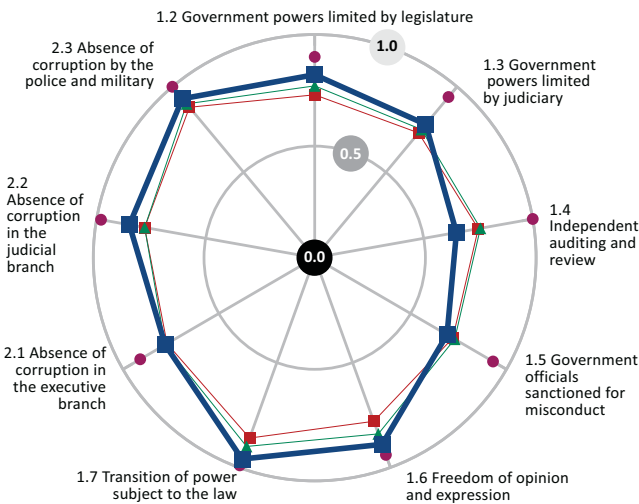 1.2 Government powers limited by legislature
1.0
1.3 Government
powers limited
by judiciary
0.5
1.4
Independent
auditing and
review
0.0
1.5 Government
officials
sanctioned for
misconduct
1.6 Freedom of opinion
and expression
1.7 Transition of power
subject to the law
2.1 Absence of
corruption in
the executive
branch
2.2
Absence of
corruption
in the
judicial
branch
2.3 Absence of
corruption by the
police and military